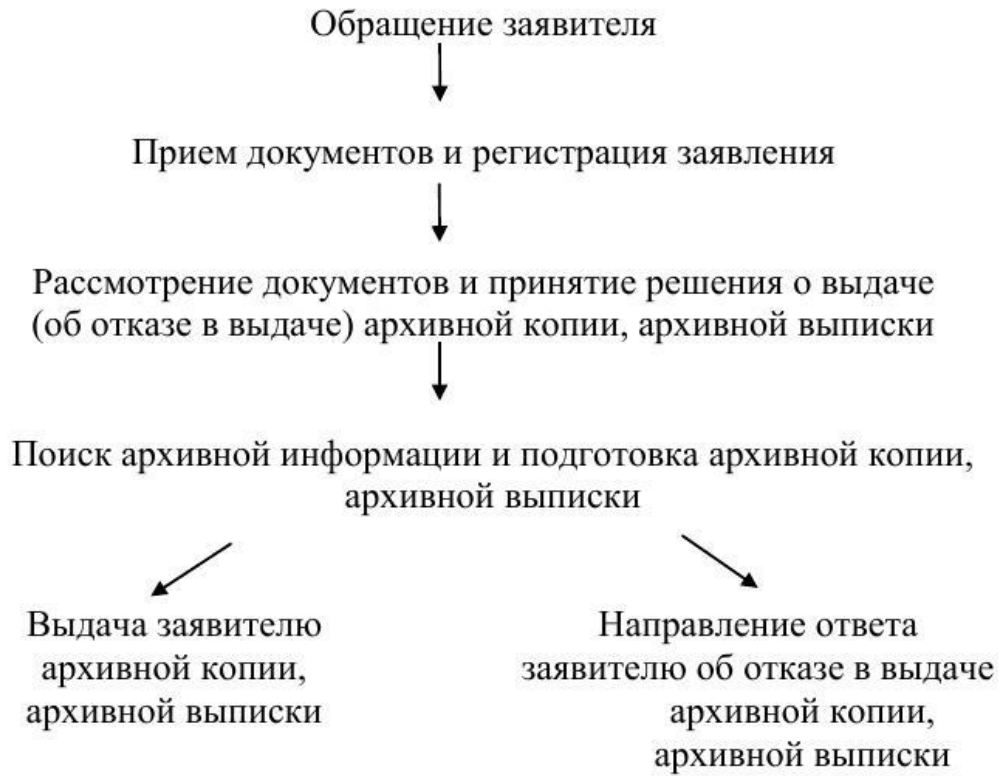 Обращение заявителя
Прием документов и регистрация заявления
Рассмотрение документов и принятие решения о выдаче
(об отказе в выдаче) архивной копии, архивной выписки
Поиск архивной информации и подготовка архивной копии,
архивной выписки
Выдача заявителю
архивной копии,
архивной выписки
Направление ответа
заявителю об отказе в выдаче
архивной копии,
архивной выписки